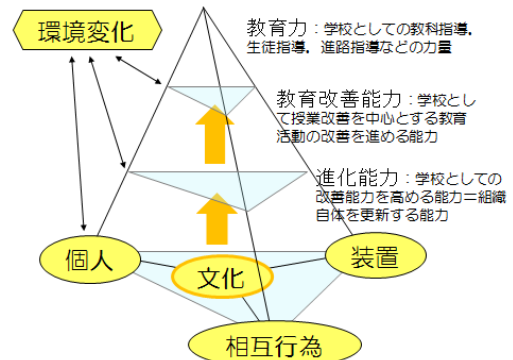 環境変化
教育力：学校としての教科指導，
生徒指導，進路指導などの力量
教育改善能力：学校とし
て授業改善を中心とする教育
活動の改善を進める能力
進化能力：学校としての
改善能力を高める能力＝組織
自体を更新する能力
個人
文化
装置
相互行為